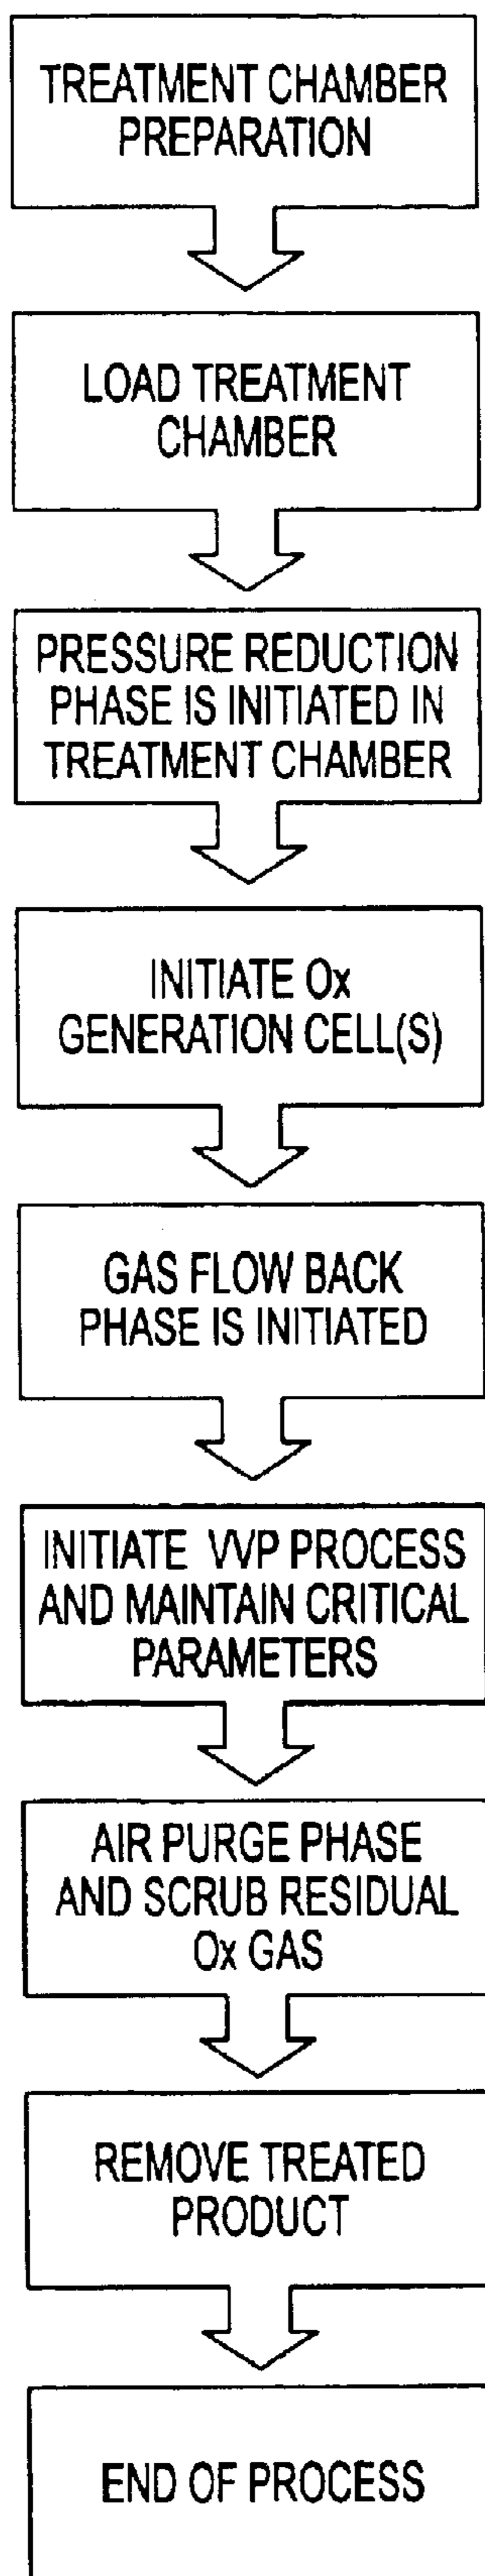 TREATMENT CHAMBER
PREPARATION
LOAD TREATMENT
CHAMBER
PRESSURE REDUCTION
PHASE IS INITIATED IN
TREATMENT CHAMBER
INITIATE Ox
GENERATION CELL(S)
GAS FLOW BACK
PHASE IS INITIATED
INITIATE VVP PROCESS
AND MAINTAIN CRITICAL
PARAMETERS
AIR PURGE PHASE
AND SCRUB RESIDUAL
Ox GAS
REMOVE TREATED
PRODUCT
END OF PROCESS